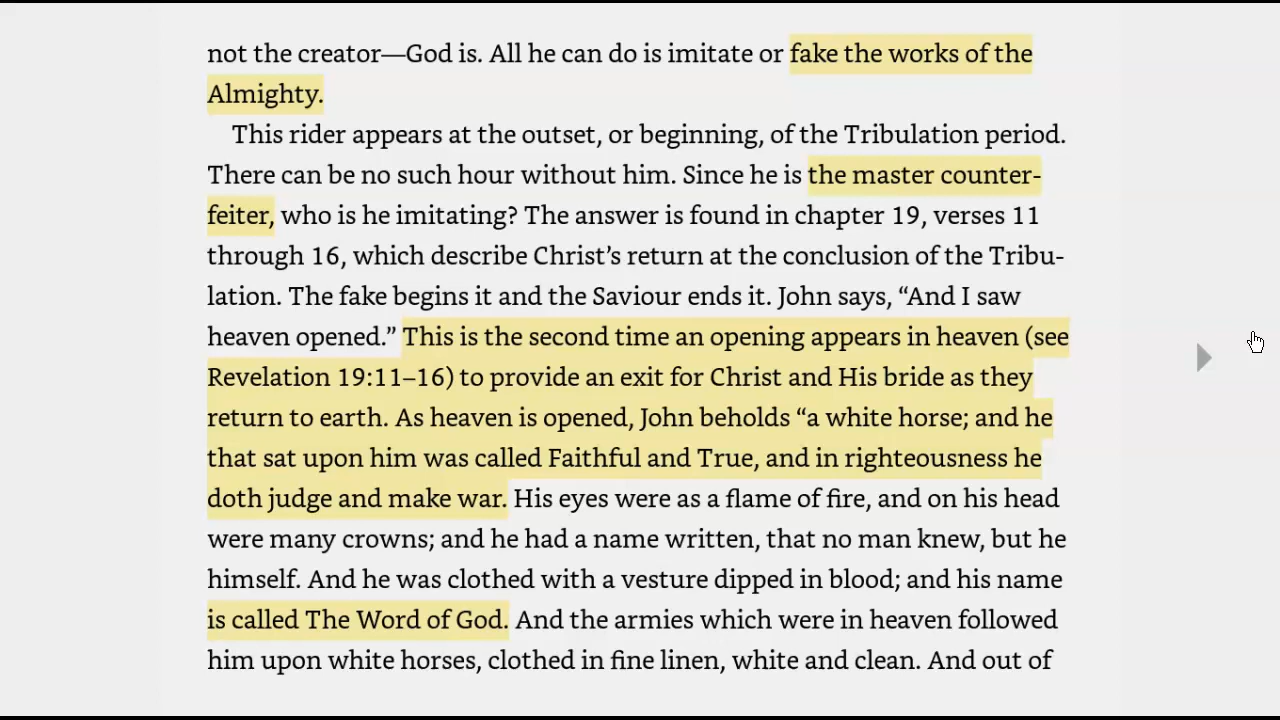 not the creator—God is. All he can do is imitate or fake the works of the
Almighty.
This rider appears at the outset, or beginning, of the Tribulation period.
There can be no such hour without him. Since he is the master counter-
feiter, who is he imitating? The answer is found in chapter 19, verses 11
through 16, which describe Christ’s return at the conclusion of the Tribu-
lation. The fake begins it and the Saviour ends it. John says, “And I saw
heaven opened.” This is the second time an opening appears in heaven (see
Revelation 19:11–16) to provide an exit for Christ and His bride as they
return to earth. As heaven is opened, John beholds “a white horse; and he
that sat upon him was called Faithful and True, and in righteousness he
doth judge and make war. His eyes were as a flame of fire, and on his head
were many crowns; and he had a name written, that no man knew, but he
himself. And he was clothed with a vesture dipped in blood; and his name
is called The Word of God. And the armies which were in heaven followed
him upon white horses, clothed in fine linen, white and clean. And out of